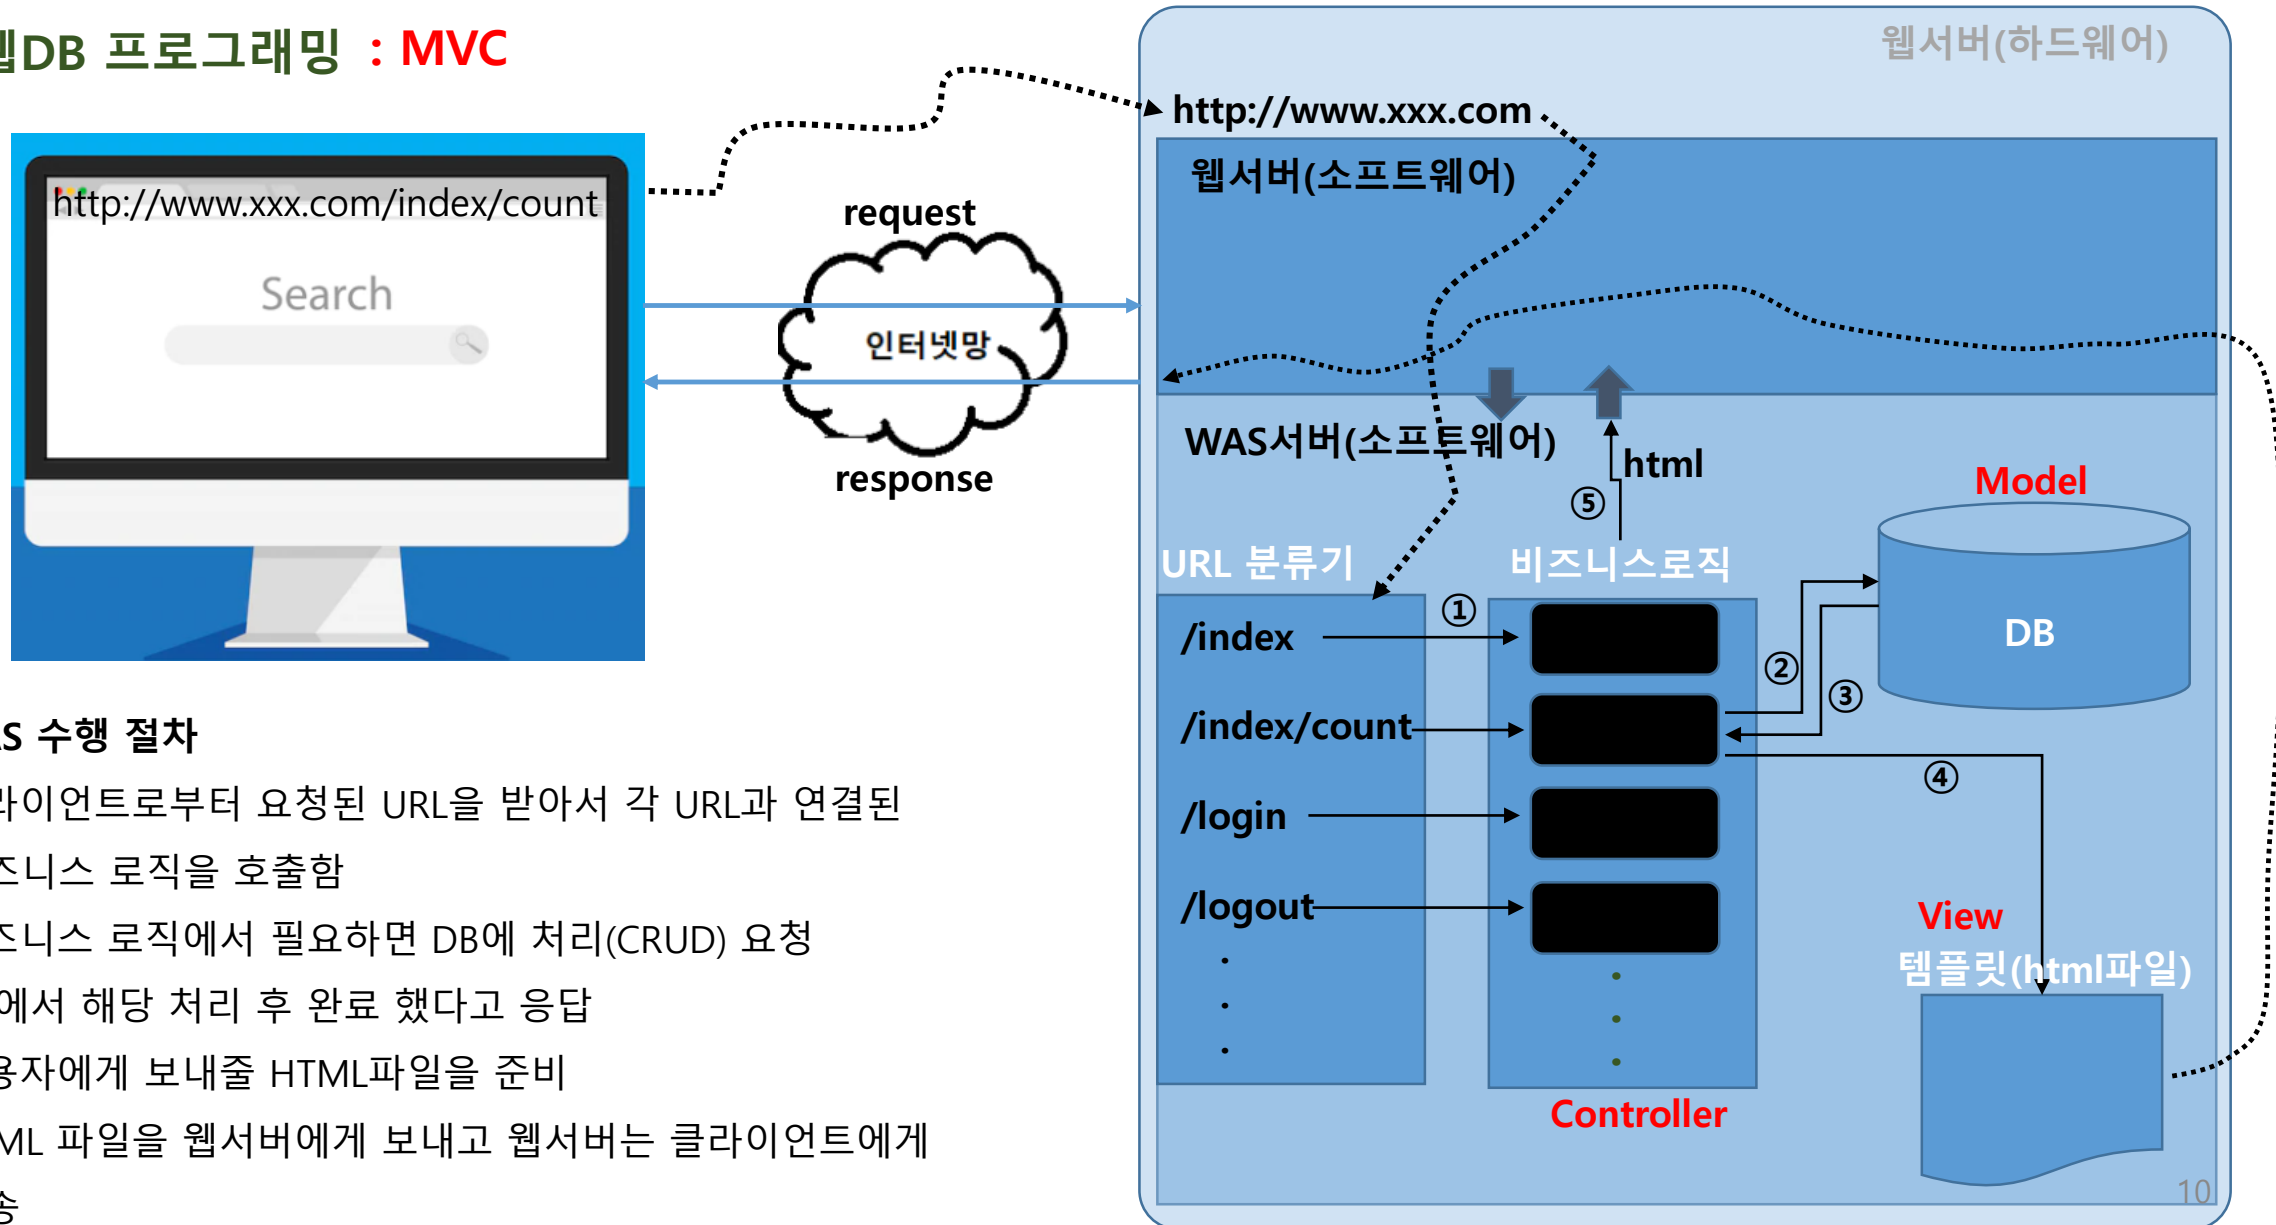 웹DB 프로그래밍 : MVC
웹서버(하드웨어)
http://www.xxx.com
웹서버(소프트웨어)
http://www.xxx.com/index/count
Search
request
인터넷망
response
WAS서버(소프트웨어)
html
⑤
Model
URL 분류기
비즈니스로직
DB
①
/index
②
③
/index/count
④
/login
/logout
View
템플릿(html파일)
Controller
수행 절차
라이언트로부터 요청된 URL을 받아서 각 URL과 연결된
즈니스 로직을 호출함
즈니스 로직에서 필요하면 DB에 처리(CRUD) 요청
에서 해당 처리 후 완료 했다고 응답
용자에게 보내줄 HTML파일을 준비
ML 파일을 웹서버에게 보내고 웹서버는 클라이언트에게
송
10